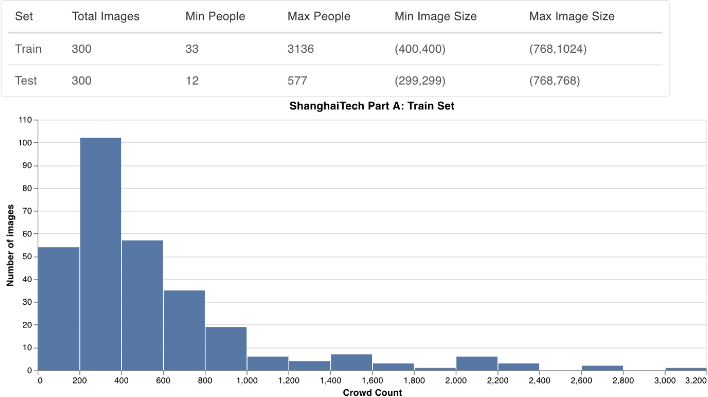 Set Total Images Min People Max People Min Image Size Max Image Size
Train 300 33 3136 (400,400) (768,1024)
Test 300 12 577 (299,299) (768,768)
ShanghaiTech Part A: Train Set
110
100
90
80
70
60
50
40
30
20
10
0
Number of images
0 200 400 600 800 1,000 1,200 1,400 1,600 1,800 2,000 2,200 2,400 2,600 2,800 3,000 3,200
Crowd Count